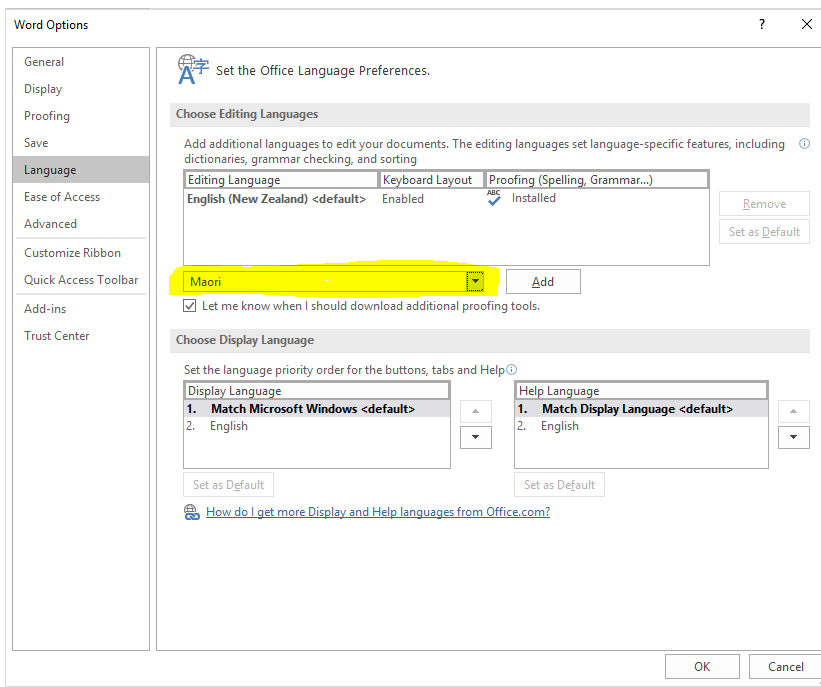 Word Options
?
General
Display
Proofing
Save
Language
Ease of Access
Advanced
Customize Ribbon
Quick Access Toolbar
Add-ins
Trust Center
A字 Set the Office Language Preferences.
Choose Editing Languages
Add additional languages to edit your documents. The editing languages set language-specific features, including
dictionaries, grammar checking, and sorting
Editing Language Keyboard Layout Proofing (Spelling, Grammar...)
English (New Zealand) <default> Enabled ABC Installed
Remove
Set as Default
Maori Add
Let me know when I should download additional proofing tools.
Choose Display Language
Set the language priority order for the buttons, tabs and Help
Display Language
1. Match Microsoft Windows <default>
2. English
Set as Default
Help Language
1. Match Display Language <default>
2. English
Set as Default
How do I get more Display and Help languages from Office.com?
OK Cancel